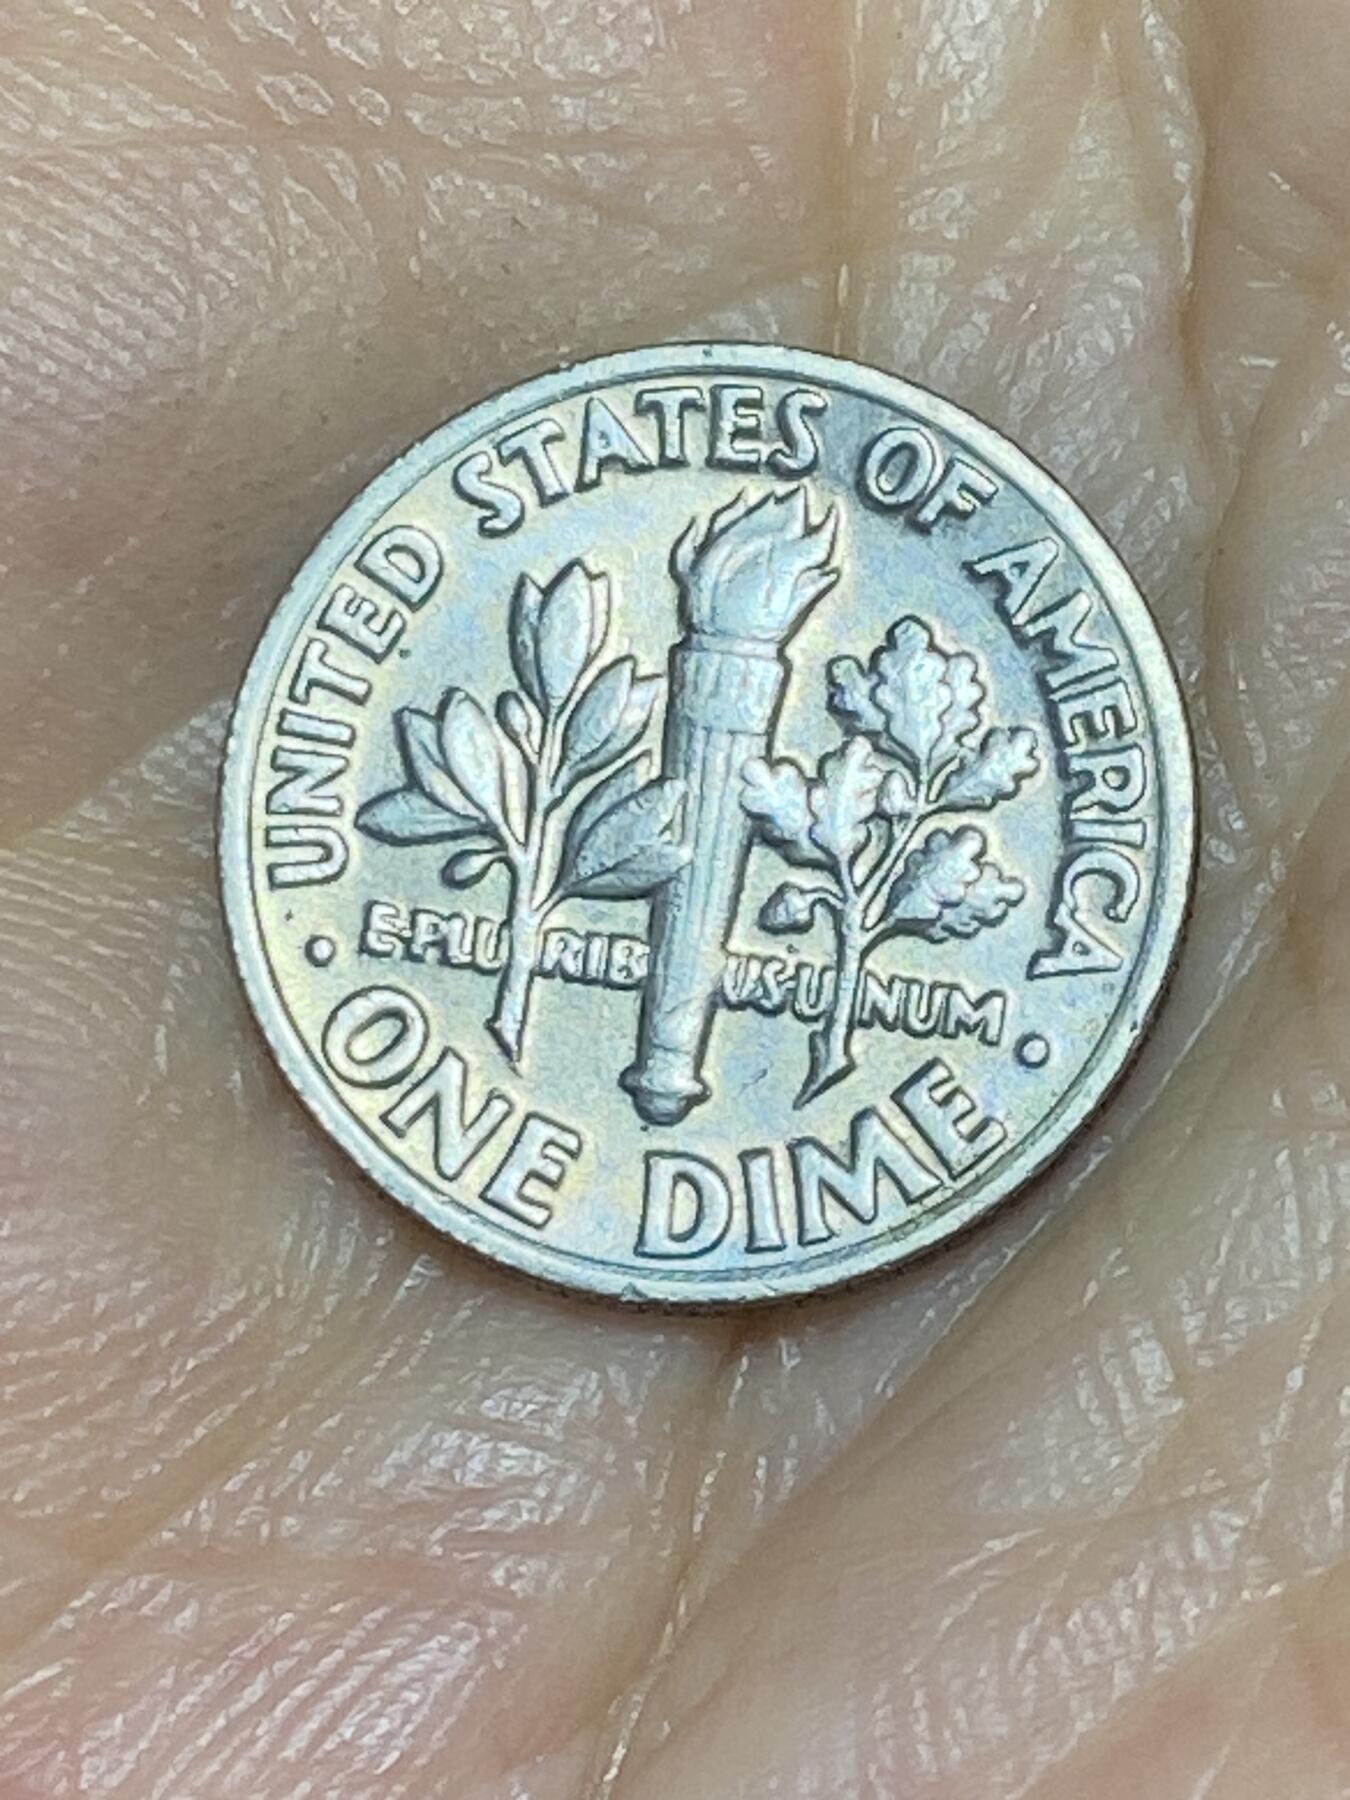 UNITED STATES OF AMERICA
E·PLURIBUS·UNUM
· ONE DIME ·